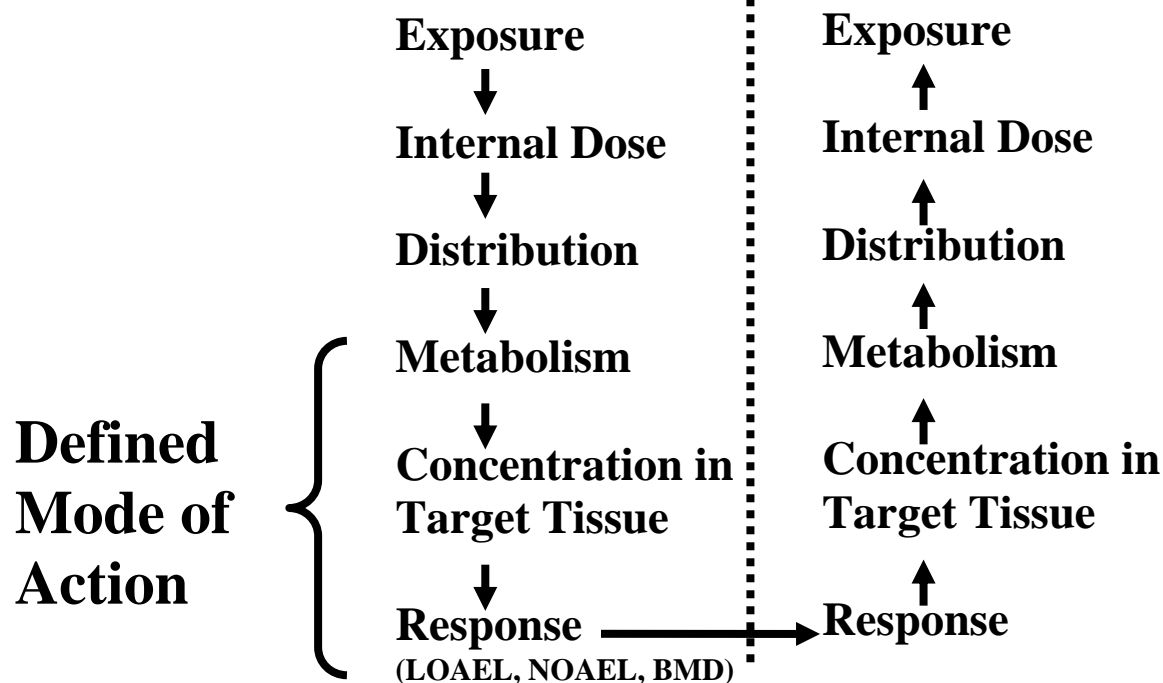 Exposure
Internal Dose
Distribution
Metabolism
Defined
Mode of
Action
Concentration in
Target Tissue
Response
(LOAEL, NOAEL, BMD)
Exposure
Internal Dose
Distribution
Metabolism
Concentration in
Target Tissue
Response